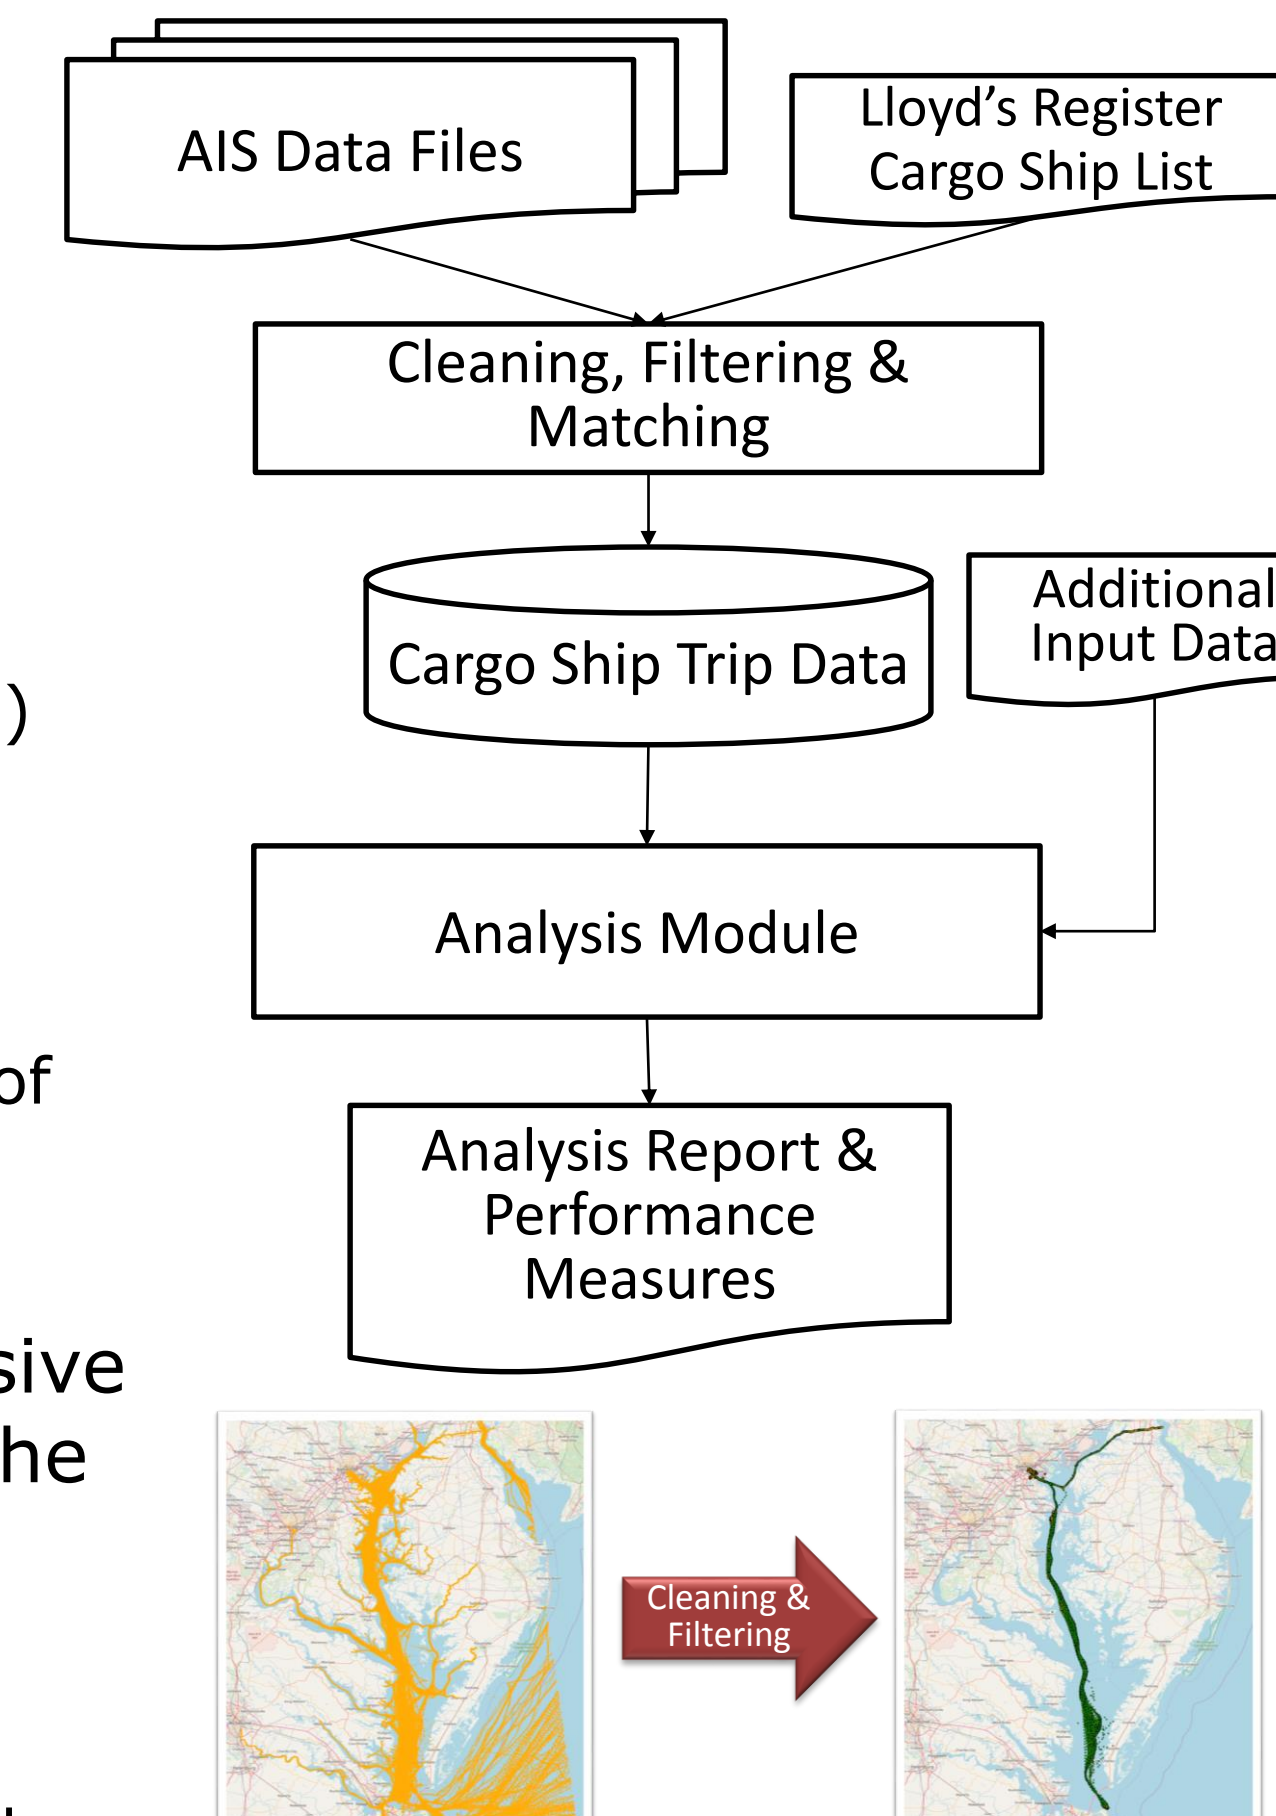 AIS Data Files
Lloyd’s Register
Cargo Ship List
Cleaning, Filtering &
Matching
Cargo Ship Trip Data
Additional
Input Data
)
Analysis Module
of
Analysis Report &
Performance
Measures
sive
he
Cleaning &
Filtering